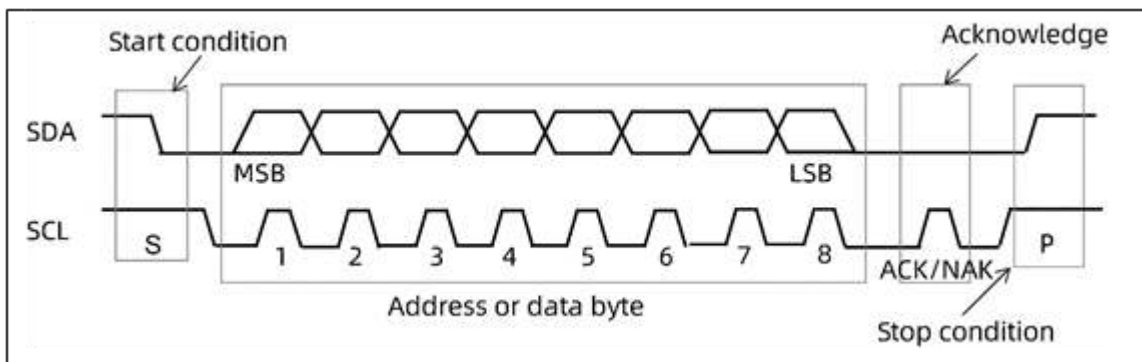 Start condition
Acknowledge
SDA
MSB
LSB
SCL
S
1 2 3 4 5 6 7 8
ACK/NAK
P
Address or data byte
Stop condition